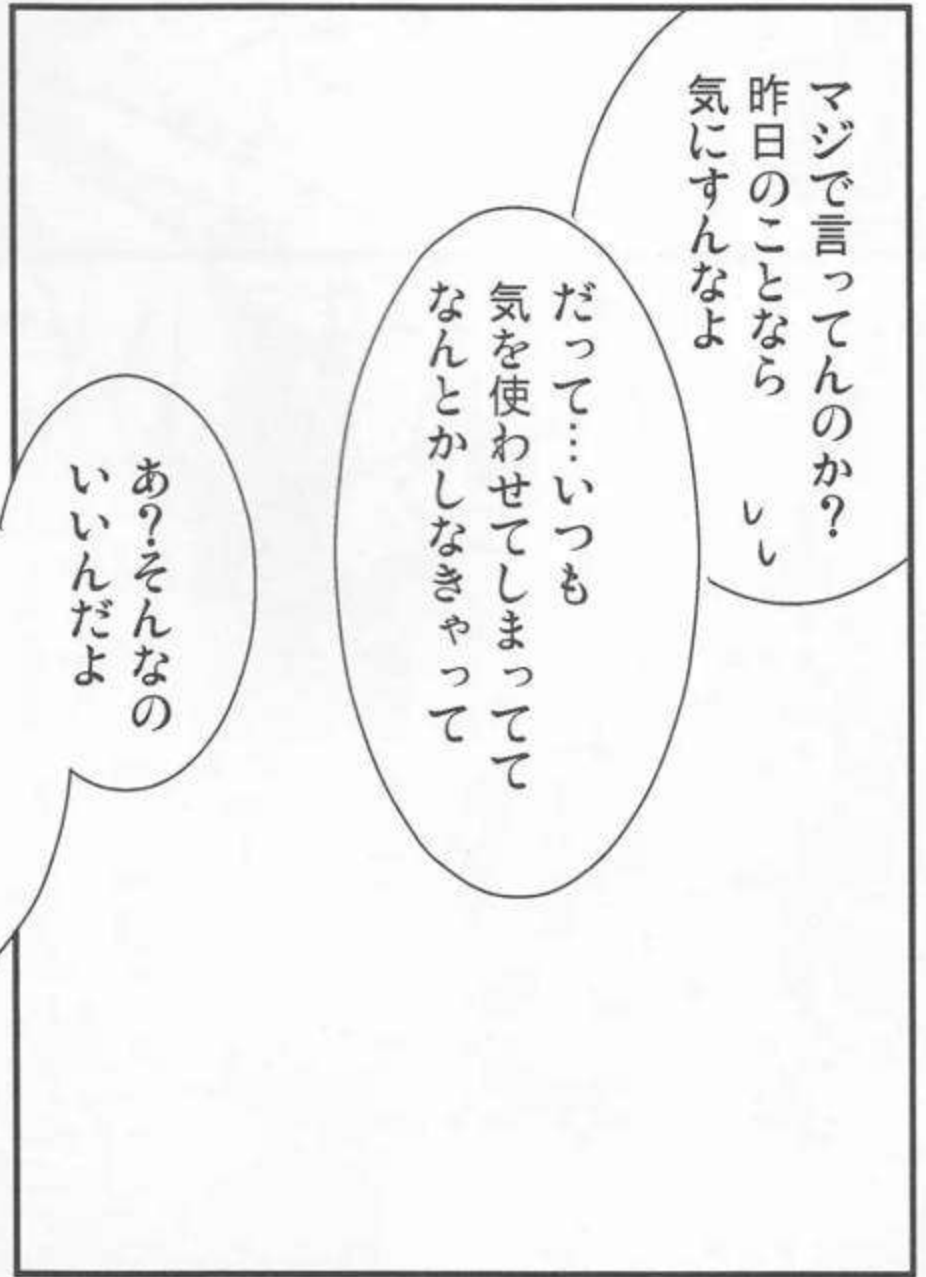 マジで言ってんのか？
昨日のことなら
気にすんなよ
だって…いつも
気を使わせてしまってて
なんとかしなきゃって
あ？そんなの
いいんだよ